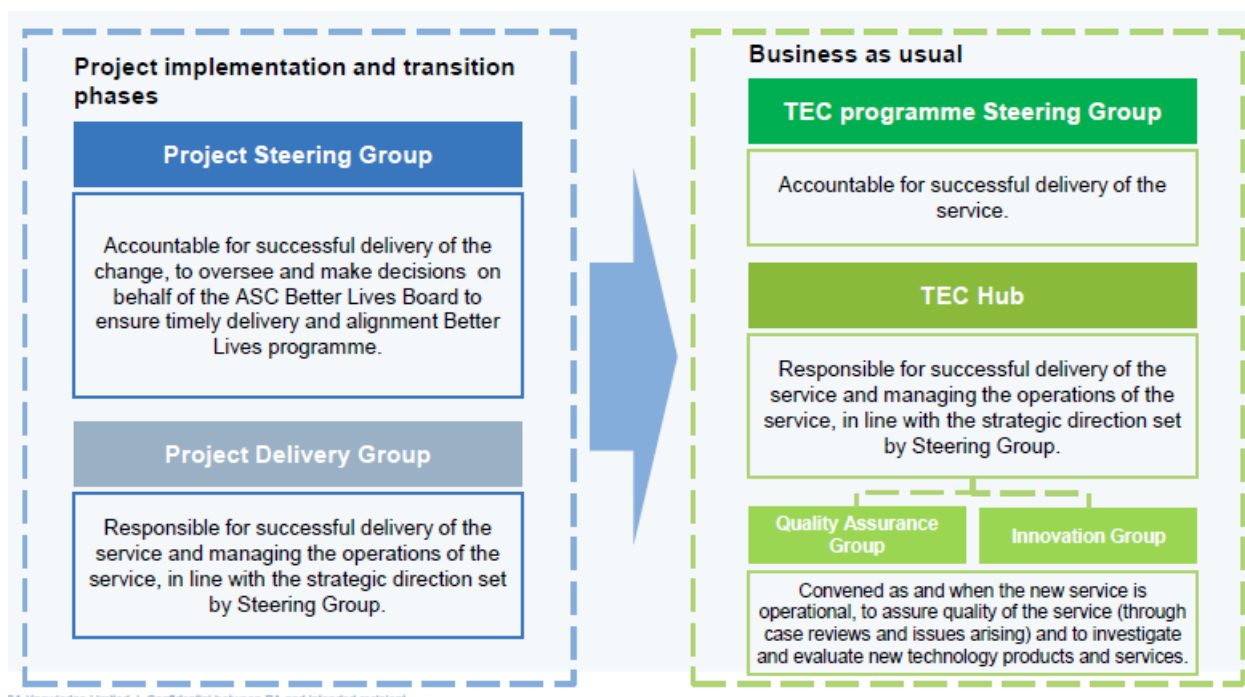 Project implementation and transition
phases
Project Steering Group
Accountable for successful delivery of the
change, to oversee and make decisions on
behalf of the ASC Better Lives Board to
ensure timely delivery and alignment Better
Lives programme.
Project Delivery Group
Responsible for successful delivery of the
service and managing the operations of the
service, in line with the strategic direction set
by Steering Group.
Business as usual
TEC programme Steering Group
Accountable for successful delivery of the
service.
TEC Hub
Responsible for successful delivery of the
service and managing the operations of the
service, in line with the strategic direction set
by Steering Group.
Quality Assurance
Group
Innovation Group
Convened as and when the new service is
operational, to assure quality of the service (through
case reviews and issues arising) and to investigate
and evaluate new technology products and services.